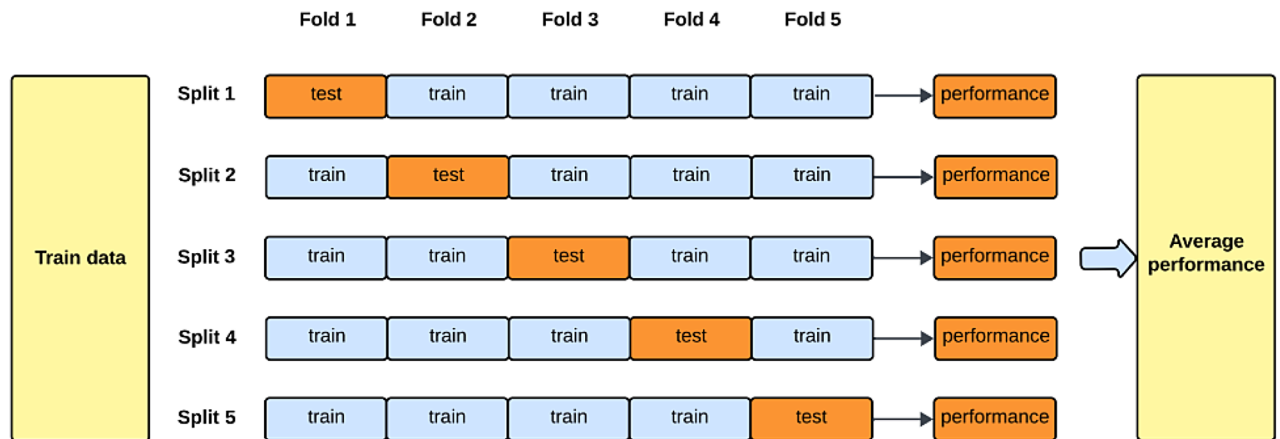 Fold 1 Fold 2 Fold 3 Fold 4 Fold 5
Split 1 test train train train train performance
Split 2 train test train train train performance
Train data Split 3 train train test train train performance Average performance
Split 4 train train train test train performance
Split 5 train train train train test performance